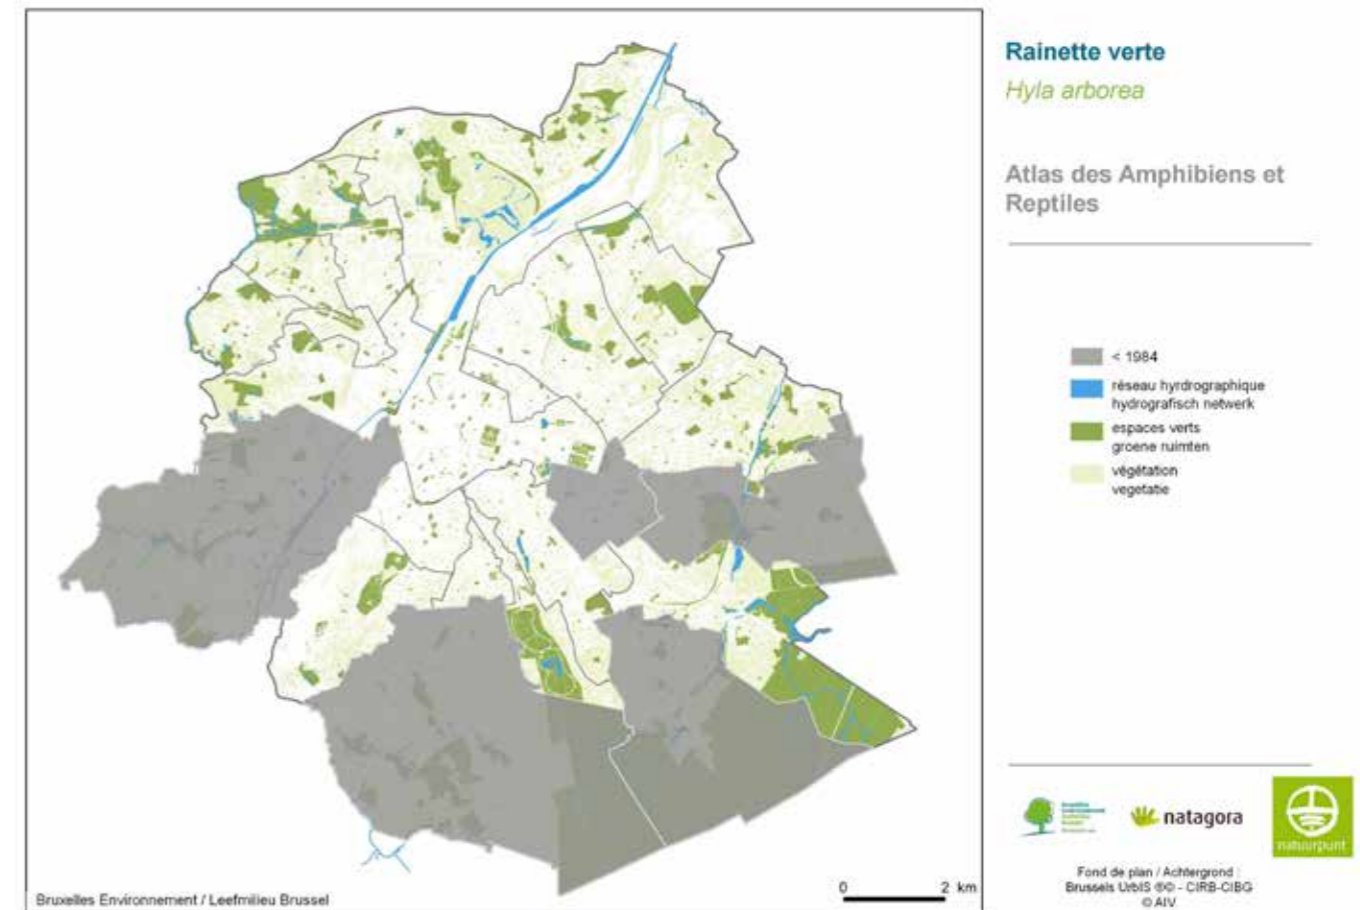 Rainette verte
Hyla arborea
Atlas des Amphibiens et
Reptiles
< 1984
réseau hyrdrographique
hydrografisch netwerk
espaces verts
groene ruimten
végétation
vegetatie
natagora
natuurpunt
Fond de plan / Achtergrond :
Brussels UrbIS ®© - CIRB-CIBG
© AIV
0 2 km
Bruxelles Environnement / Leefmilieu Brussel